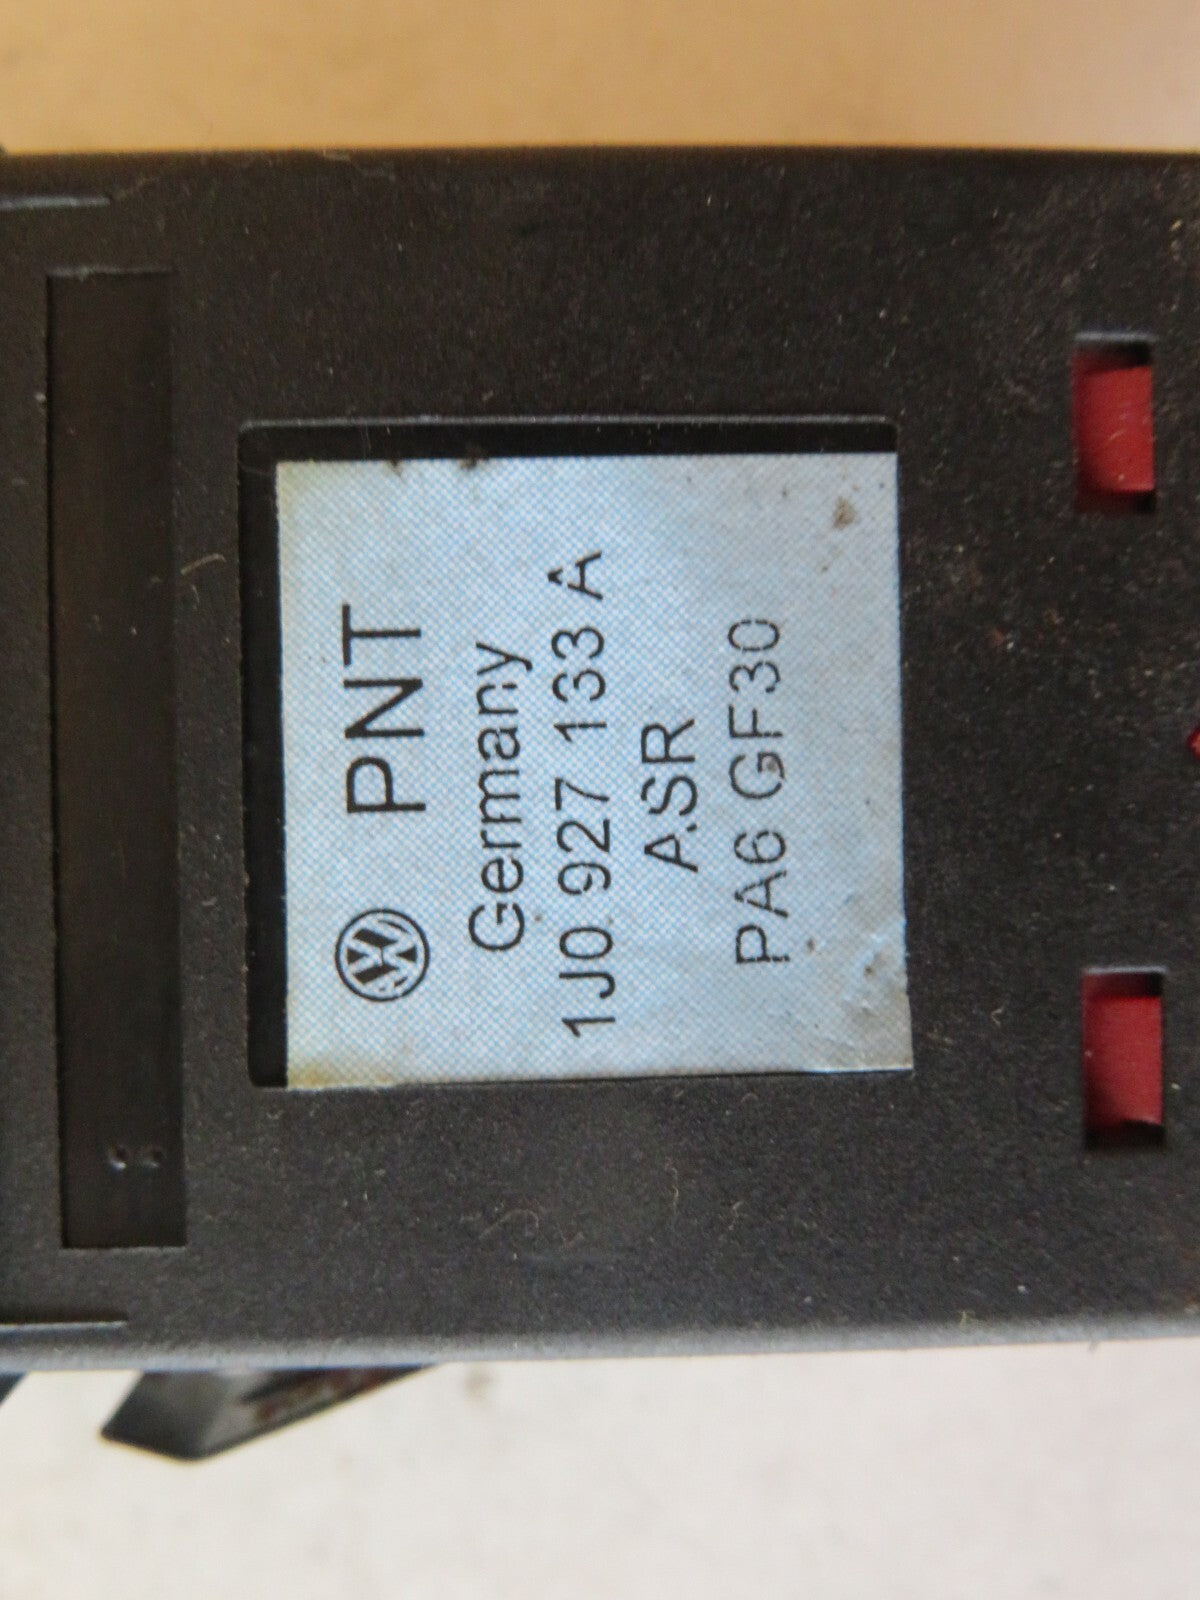 PNT
Germany
1J0 927 133 A
ASR
PA6 GF30